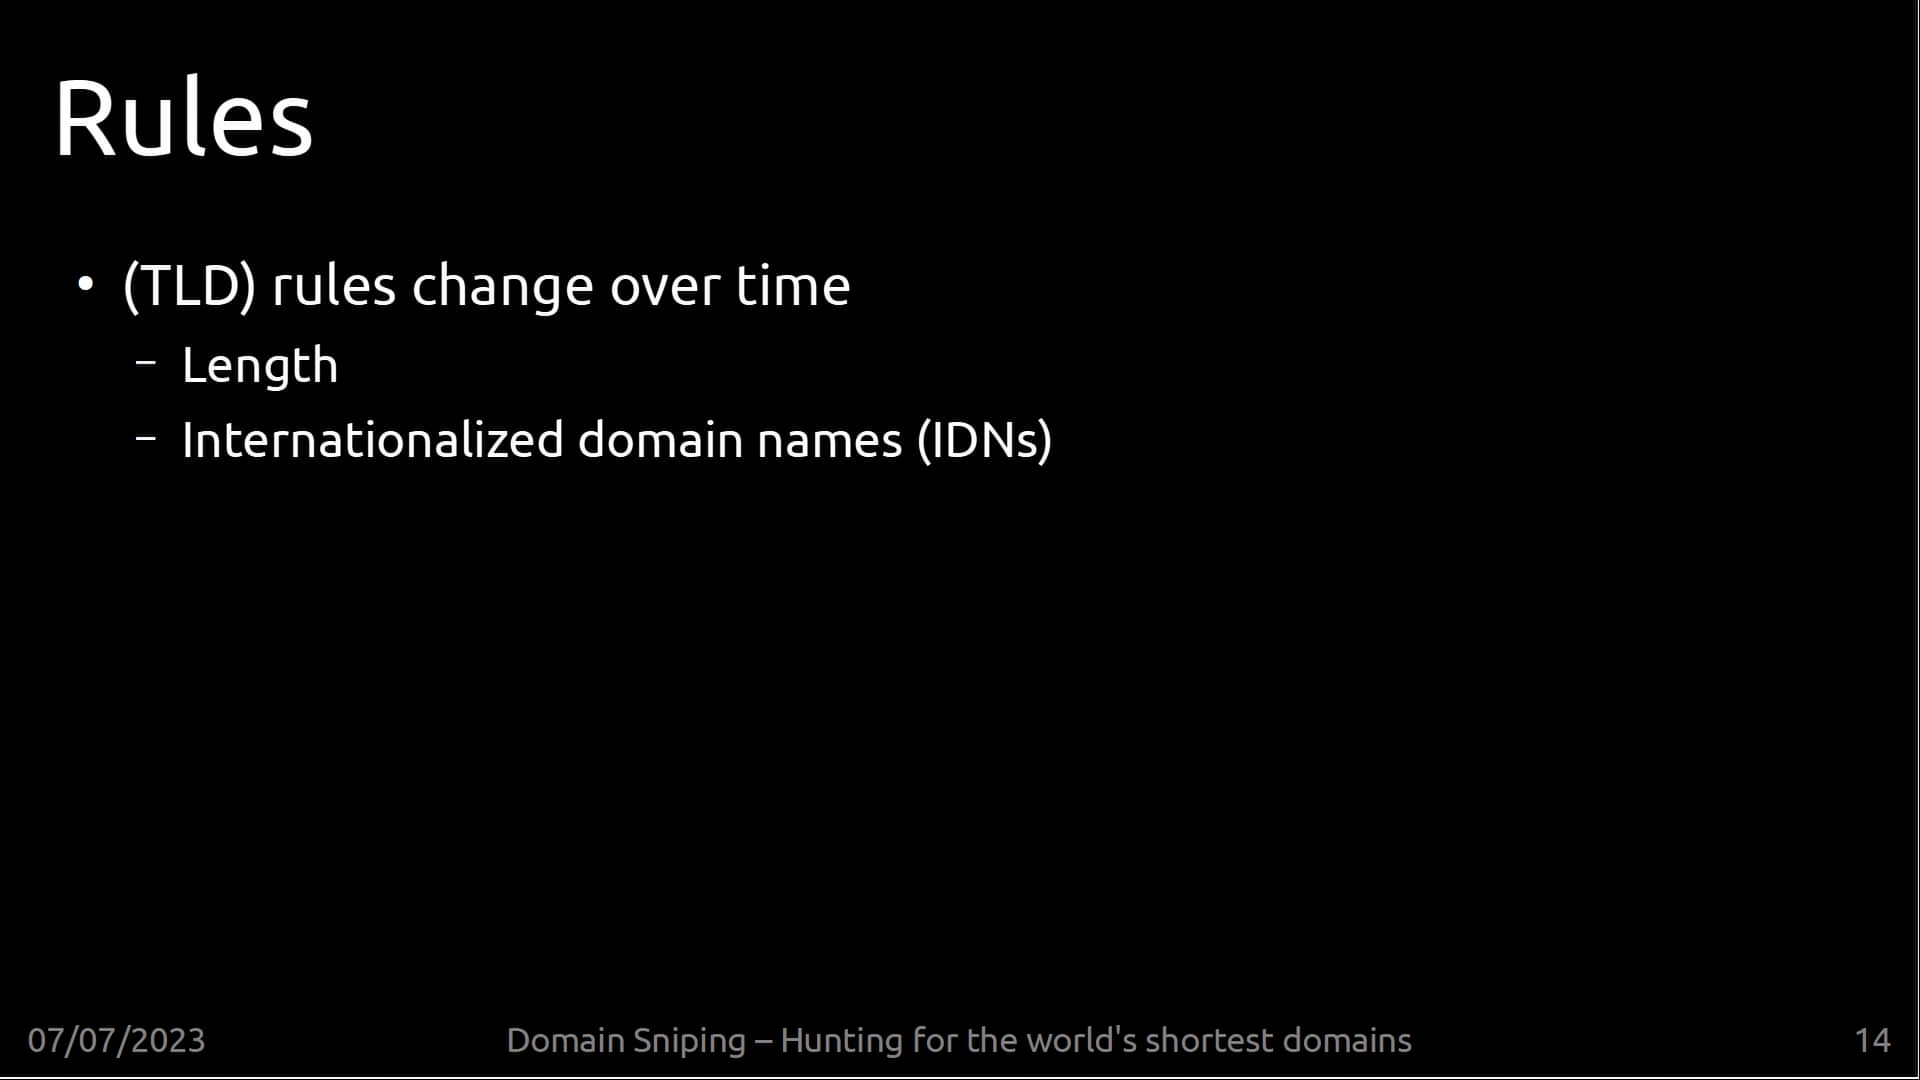 Rules
• (TLD) rules change over time
– Length
– Internationalized domain names (IDNs)
07/07/2023
Domain Sniping – Hunting for the world's shortest domains
14